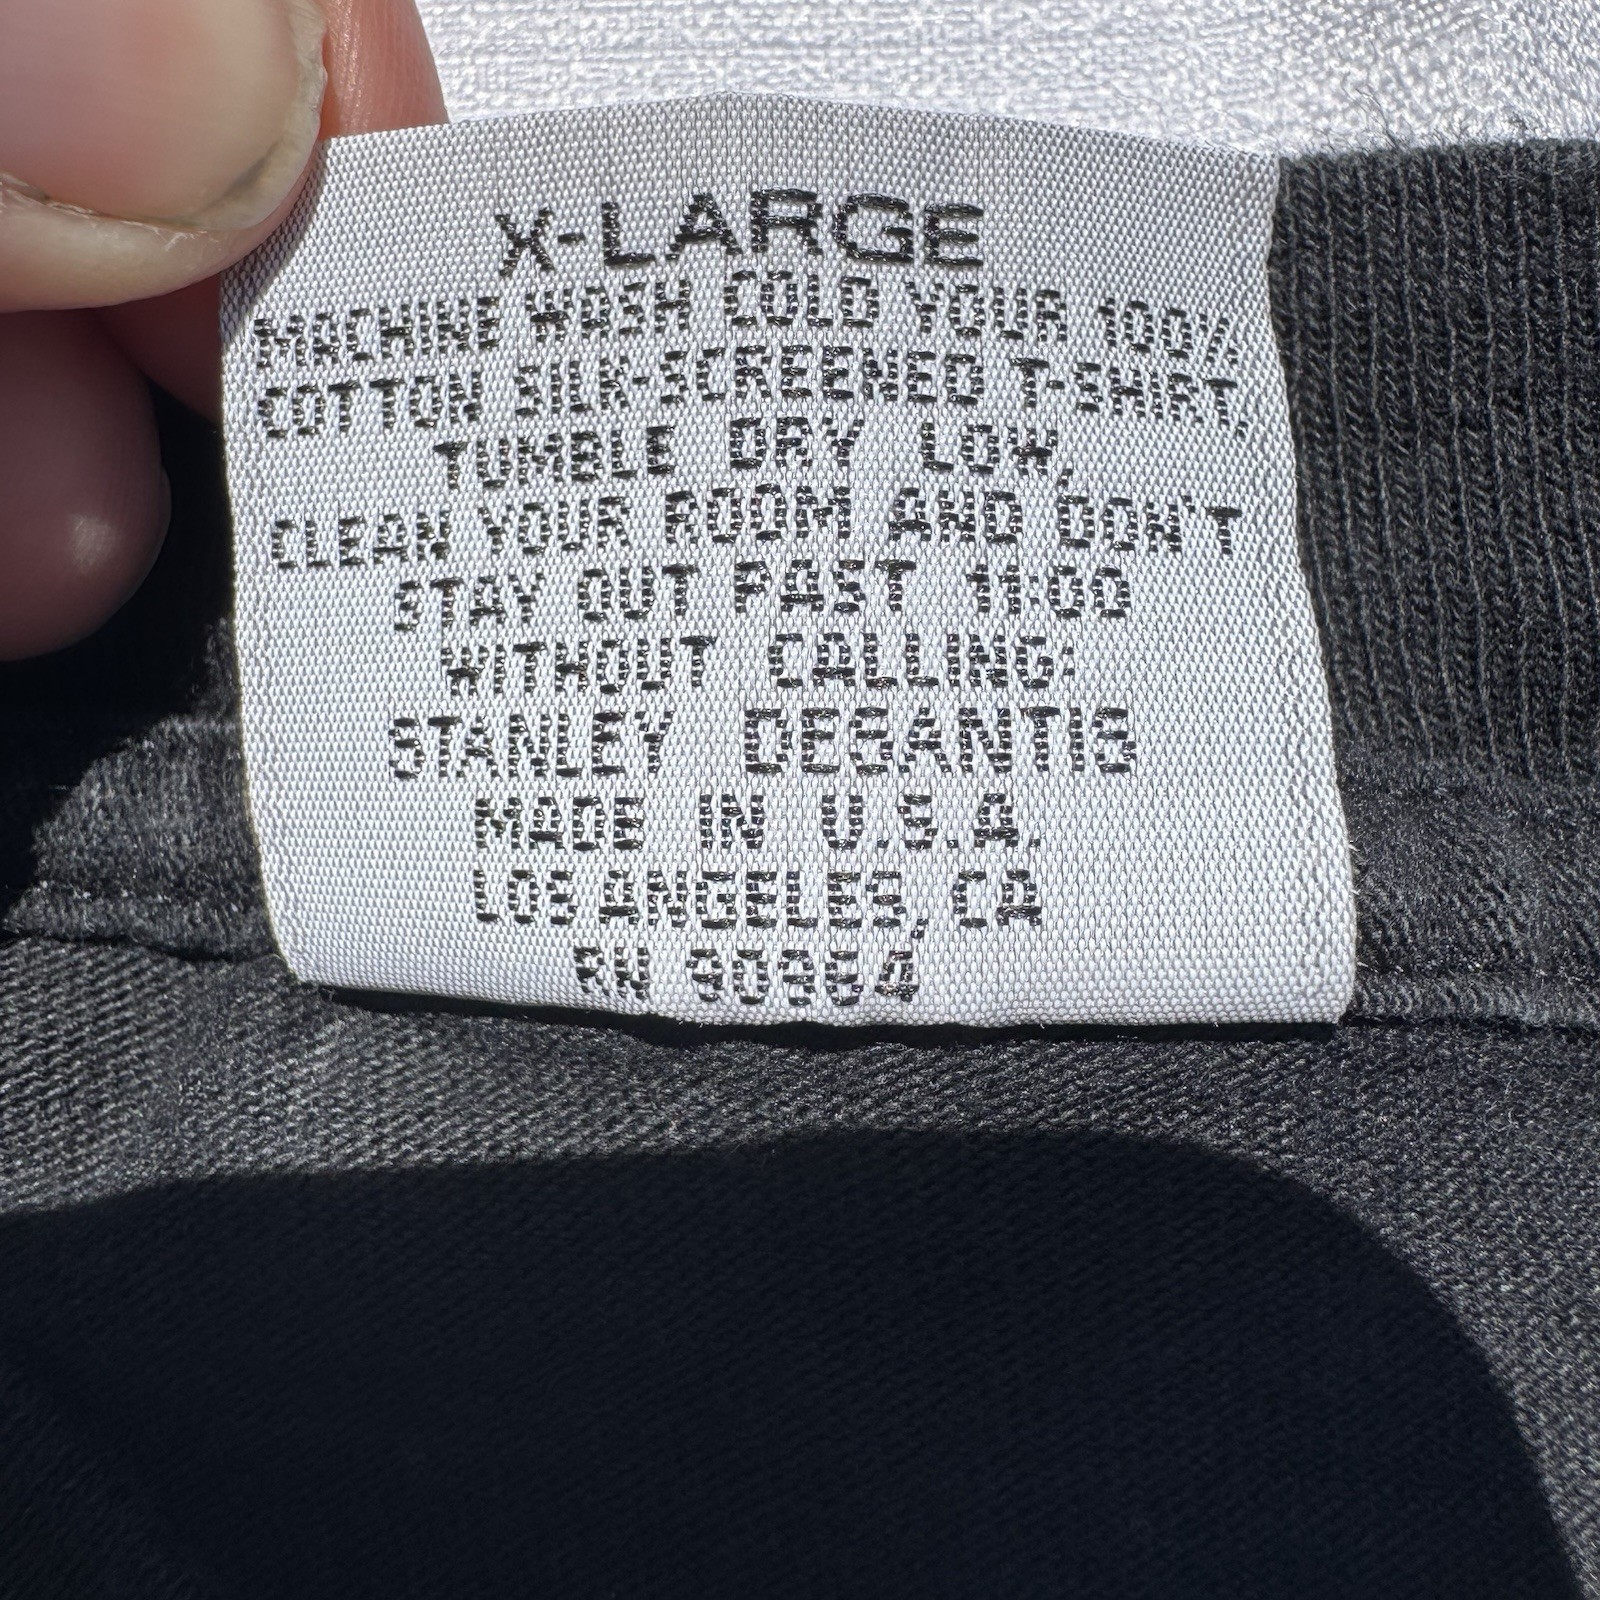 X-LARGE
MACHINE WASH COLD YOUR 100%
COTTON SILK-SCREENED T-SHIRT,
TUMBLE DRY LOW,
CLEAN YOUR ROOM AND DON'T
STAY OUT PAST 11:00
WITHOUT CALLING:
STANLEY DESANTIS
MADE IN U.S.A.
LOS ANGELES, CA
RN 90964